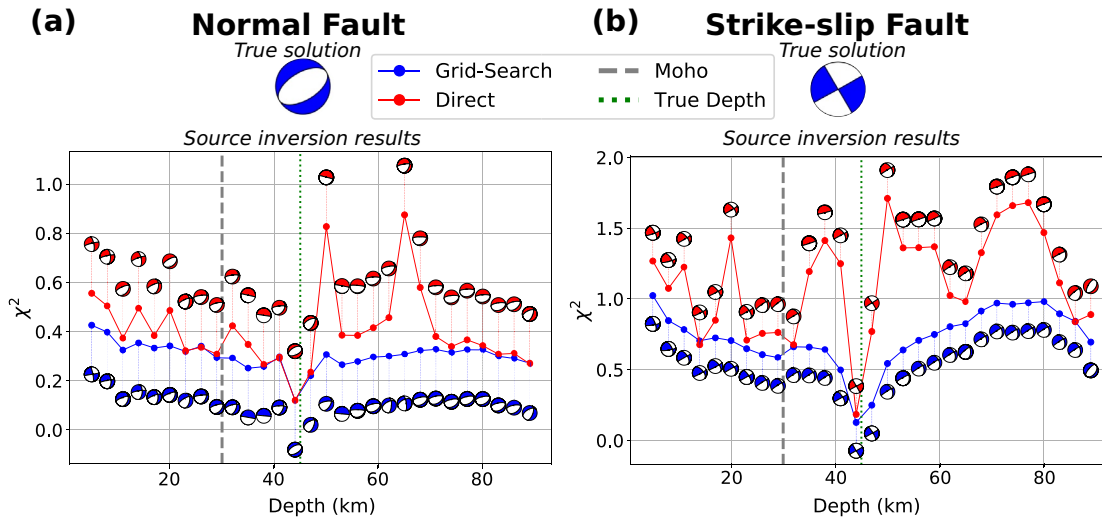 (a) Normal Fault
True solution
(b) Strike-slip Fault
True solution
Grid-Search
Direct
Moho
True Depth
Source inversion results
χ²
1.0
0.8
0.6
0.4
0.2
0.0
20
40
60
80
Depth (km)
Source inversion results
χ²
2.0
1.5
1.0
0.5
0.0
20
40
60
80
Depth (km)